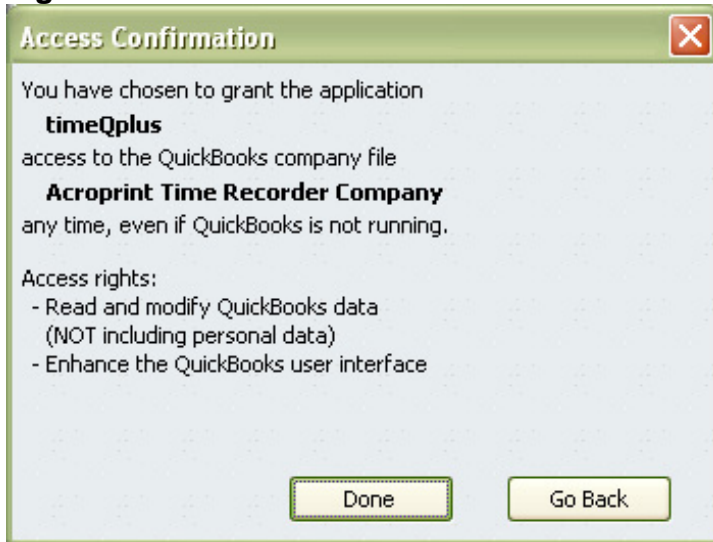 Access Confirmation
You have chosen to grant the application
timeQplus
access to the QuickBooks company file
Acroprint Time Recorder Company
any time, even if QuickBooks is not running.
Access rights:
- Read and modify QuickBooks data
(NOT including personal data)
- Enhance the QuickBooks user interface
Done
Go Back